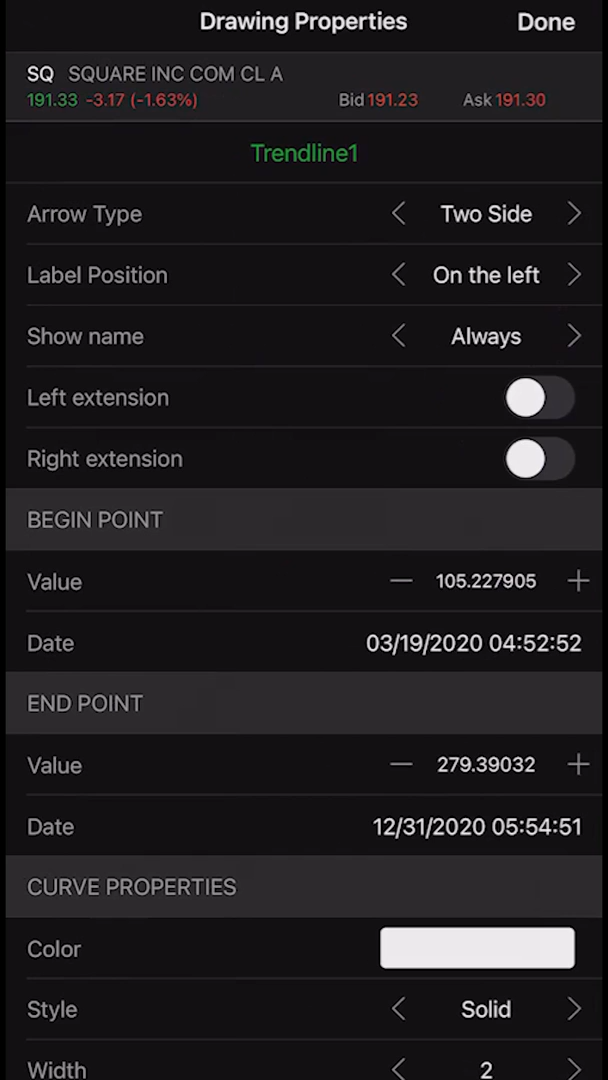 Drawing Properties Done
SQ SQUARE INC COM CL A
191.33 -3.17 (-1.63%) Bid 191.23 Ask 191.30
Trendline1
Arrow Type Two Side
Label Position On the left
Show name Always
Left extension
Right extension
BEGIN POINT
Value — 105.227905 +
Date 03/19/2020 04:52:52
END POINT
Value — 279.39032 +
Date 12/31/2020 05:54:51
CURVE PROPERTIES
Color
Style Solid
Width 2